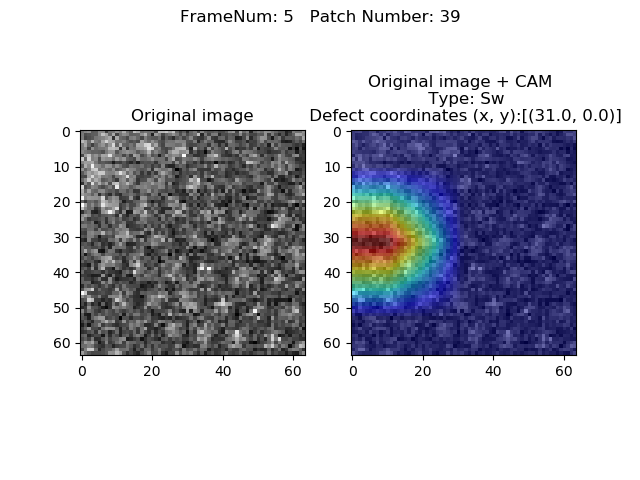 FrameNum: 5   Patch Number: 39
Original image
0
10
20
30
40
50
60
0 20 40 60
Original image + CAM
Type: Sw
Defect coordinates (x, y):[(31.0, 0.0)]
0
10
20
30
40
50
60
0 20 40 60